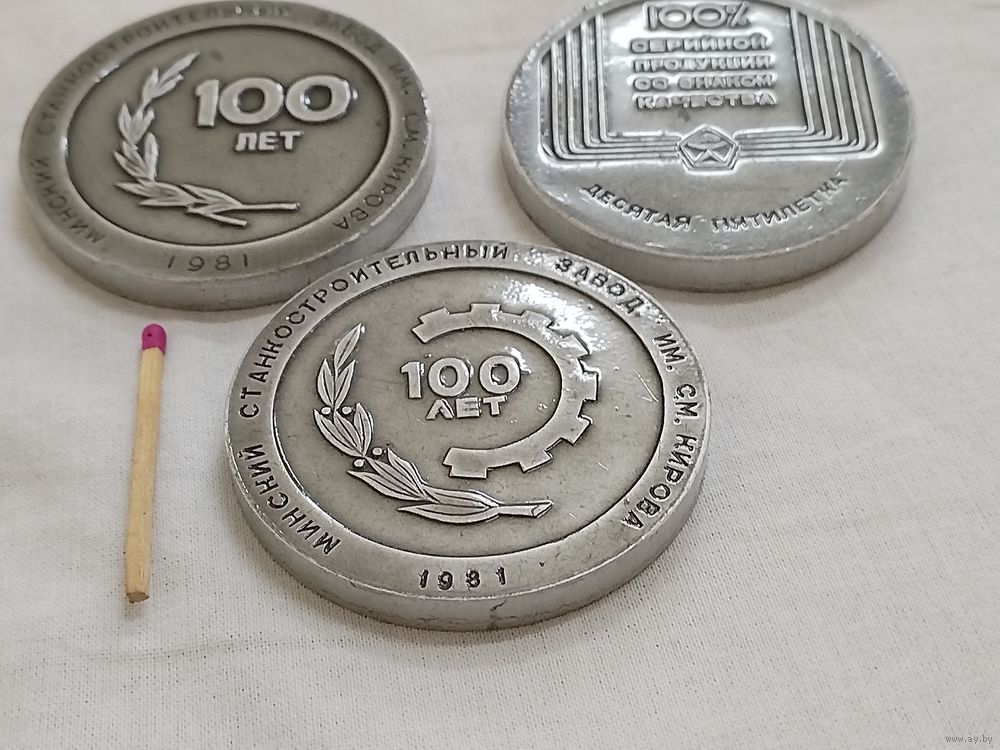 МИНСКИЙ СТАНКОСТРОИТЕЛЬНЫЙ ЗАВОД ИМ. С.М. КИРОВА
100
ЛЕТ
1981
100%
СЕРИЙНОЙ
ПРОДУКЦИИ
СО ЗНАКОМ
КАЧЕСТВА
ДЕСЯТАЯ ПЯТИЛЕТКА
МИНСКИЙ СТАНКОСТРОИТЕЛЬНЫЙ ЗАВОД ИМ. С.М. КИРОВА
100
ЛЕТ
1981
www.ay.by